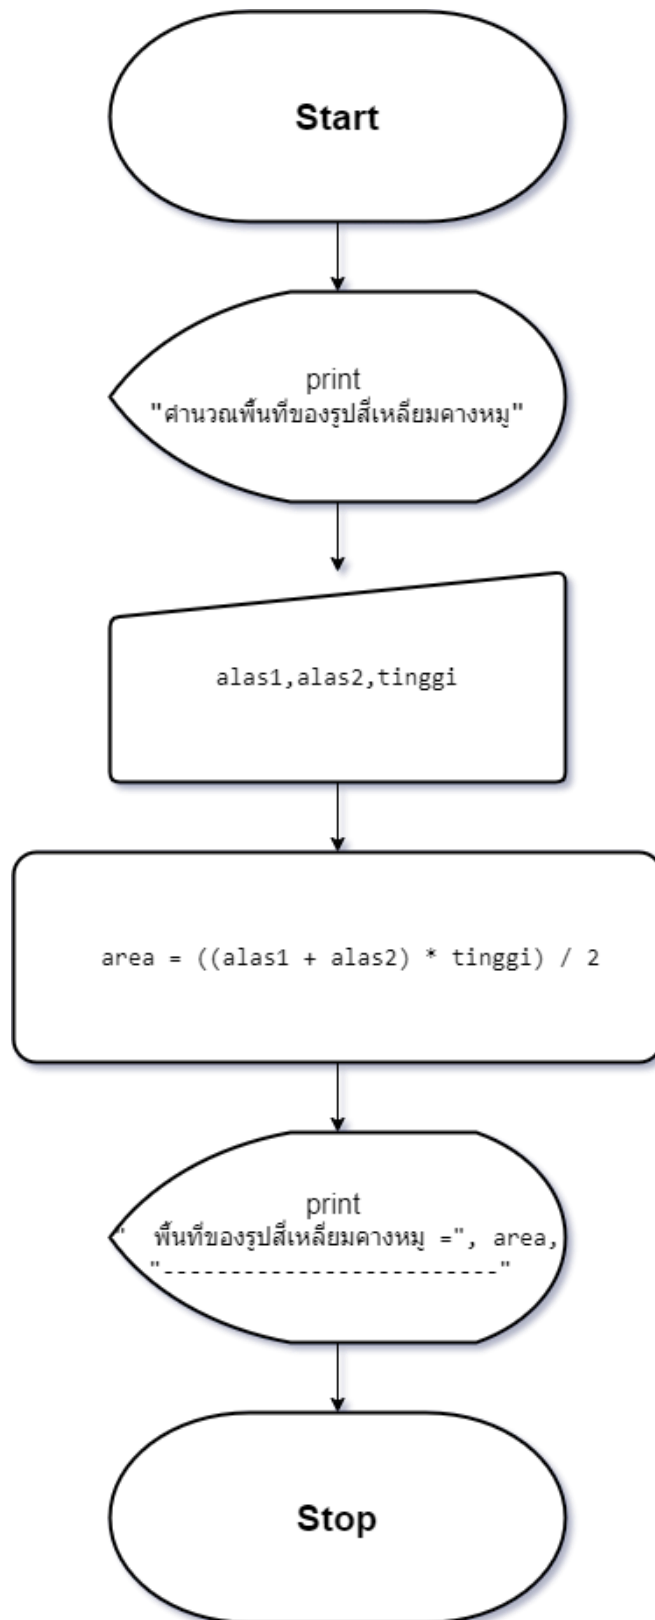 Start
print
"คำนวณพื้นที่ของรูปสี่เหลี่ยมคางหมู"
alas1,alas2,tinggi
area = ((alas1 + alas2) * tinggi) / 2
print
" พื้นที่ของรูปสี่เหลี่ยมคางหมู =", area,
"-------------------------"
Stop